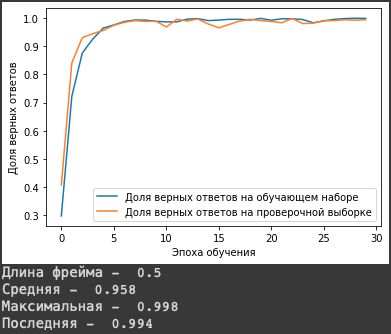 1.0
0.9
0.8
0.7
0.6
0.5
0.4
0.3
Доля верных ответов
Доля верных ответов на обучающем наборе
Доля верных ответов на проверочной выборке
0 5 10 15 20 25 30
Эпоха обучения
Длина фрейма - 0.5
Средняя - 0.958
Максимальная - 0.998
Последняя - 0.994